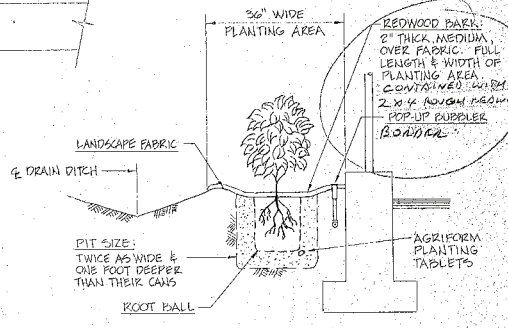 36" WIDE
PLANTING AREA
REDWOOD BARK:
2" THICK, MEDIUM,
OVER FABRIC. FULL
LENGTH & WIDTH OF
PLANTING AREA.
CONTAINED WITH
2 X 4 ROUGH
POP-UP BUBBLER
BORDER
LANDSCAPE FABRIC
℄ DRAIN DITCH
PIT SIZE:
TWICE AS WIDE &
ONE FOOT DEEPER
THAN THEIR CANS
ROOT BALL
AGRIFORM
PLANTING
TABLETS